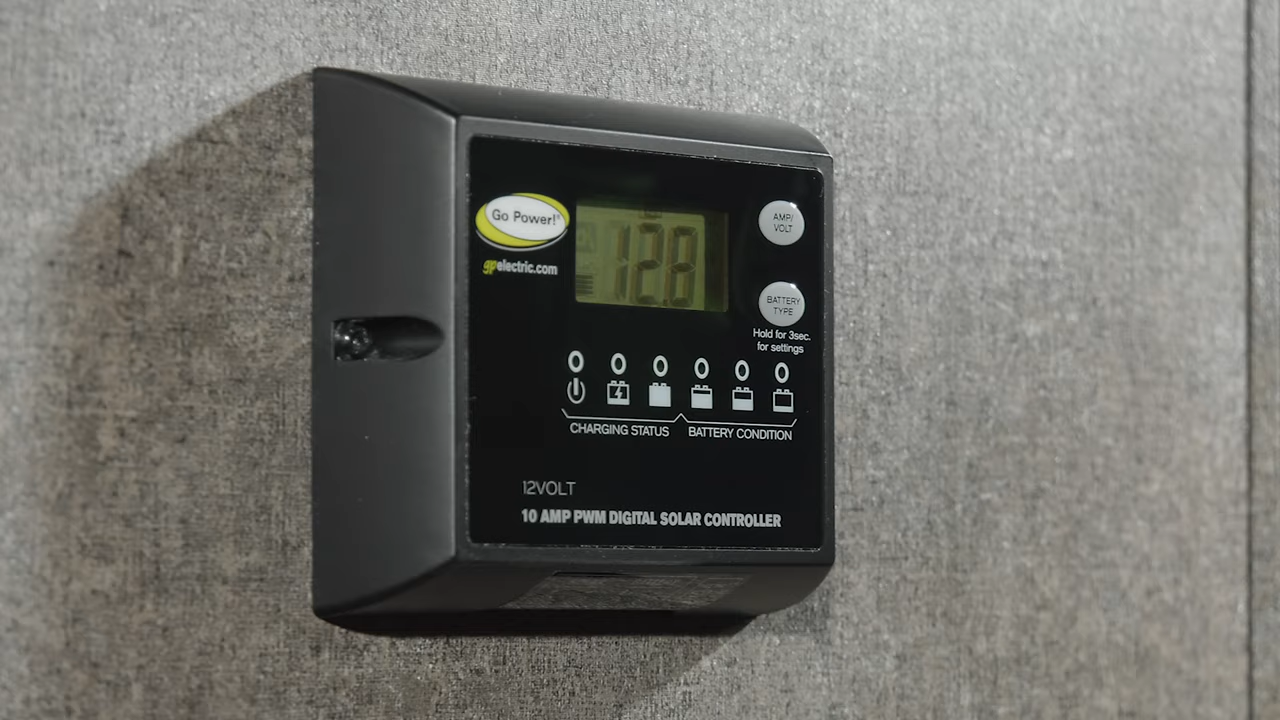 Go Power!®
gpelectric.com
12.8
AMP/
VOLT
BATTERY
TYPE
Hold for 3sec.
for settings
CHARGING STATUS
BATTERY CONDITION
12VOLT
10 AMP PWM DIGITAL SOLAR CONTROLLER